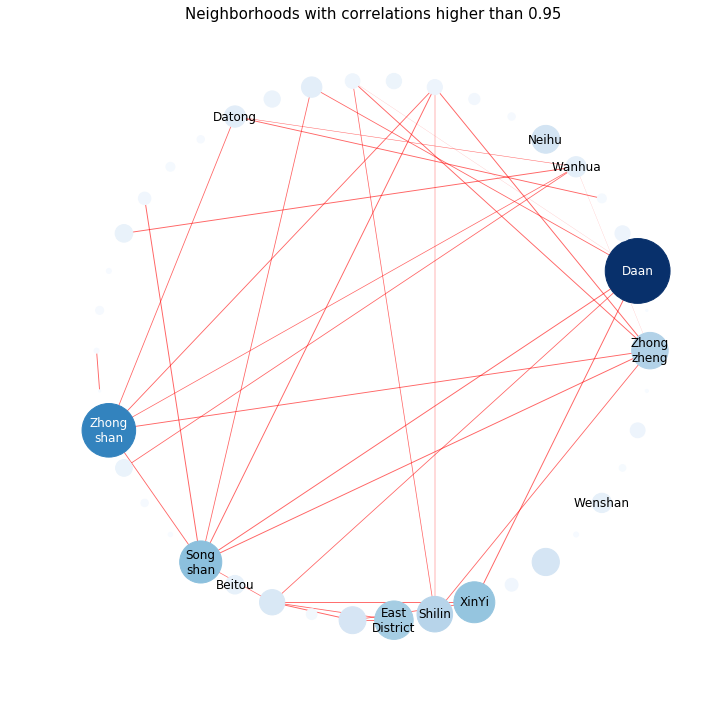 Neighborhoods with correlations higher than 0.95
Datong
Neihu
Wanhua
Daan
Zhong
zheng
Zhong
shan
Wenshan
Song
shan
Beitou
XinYi
East
District
Shilin